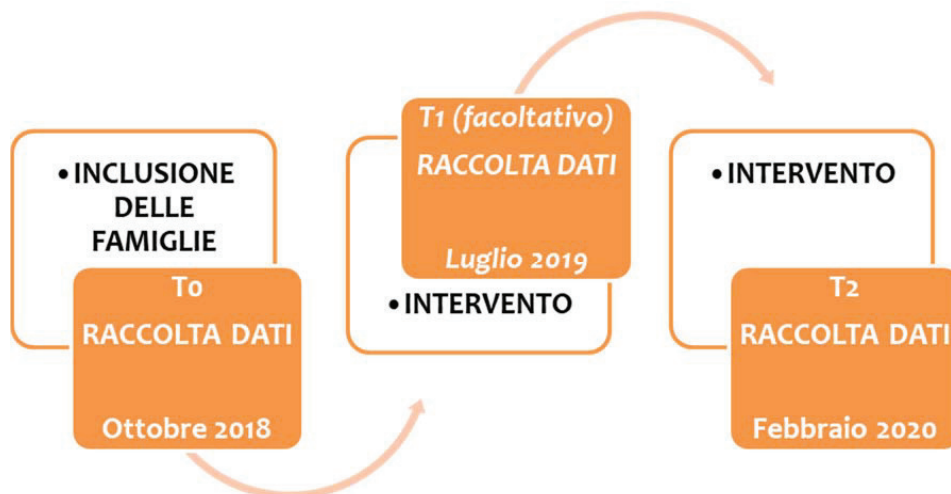 • INCLUSIONE
DELLE
FAMIGLIE
T0
RACCOLTA DATI
Ottobre 2018
T1 (facoltativo)
RACCOLTA DATI
Luglio 2019
• INTERVENTO
• INTERVENTO
T2
RACCOLTA DATI
Febbraio 2020